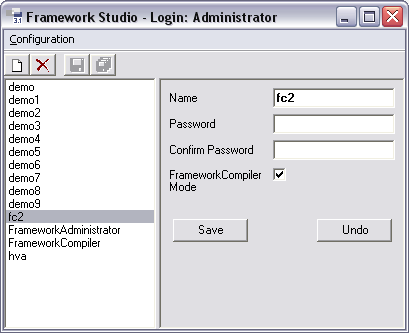 Framework Studio - Login: Administrator
Configuration
demo
demo1
demo2
demo3
demo4
demo5
demo6
demo7
demo8
demo9
fc2
FrameworkAdministrator
FrameworkCompiler
hva
Name
fc2
Password
Confirm Password
FrameworkCompiler
Mode
Save
Undo